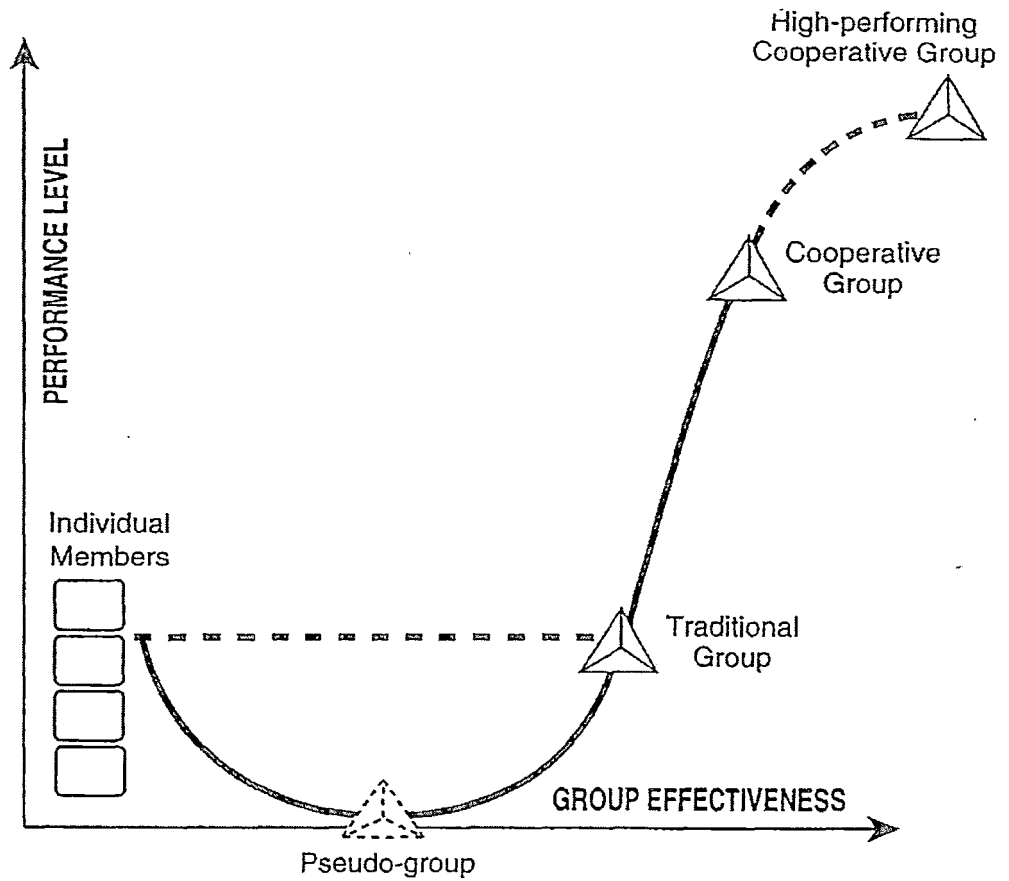 High-performing
Cooperative Group
PERFORMANCE LEVEL
Cooperative
Group
Individual
Members
Traditional
Group
GROUP EFFECTIVENESS
Pseudo-group